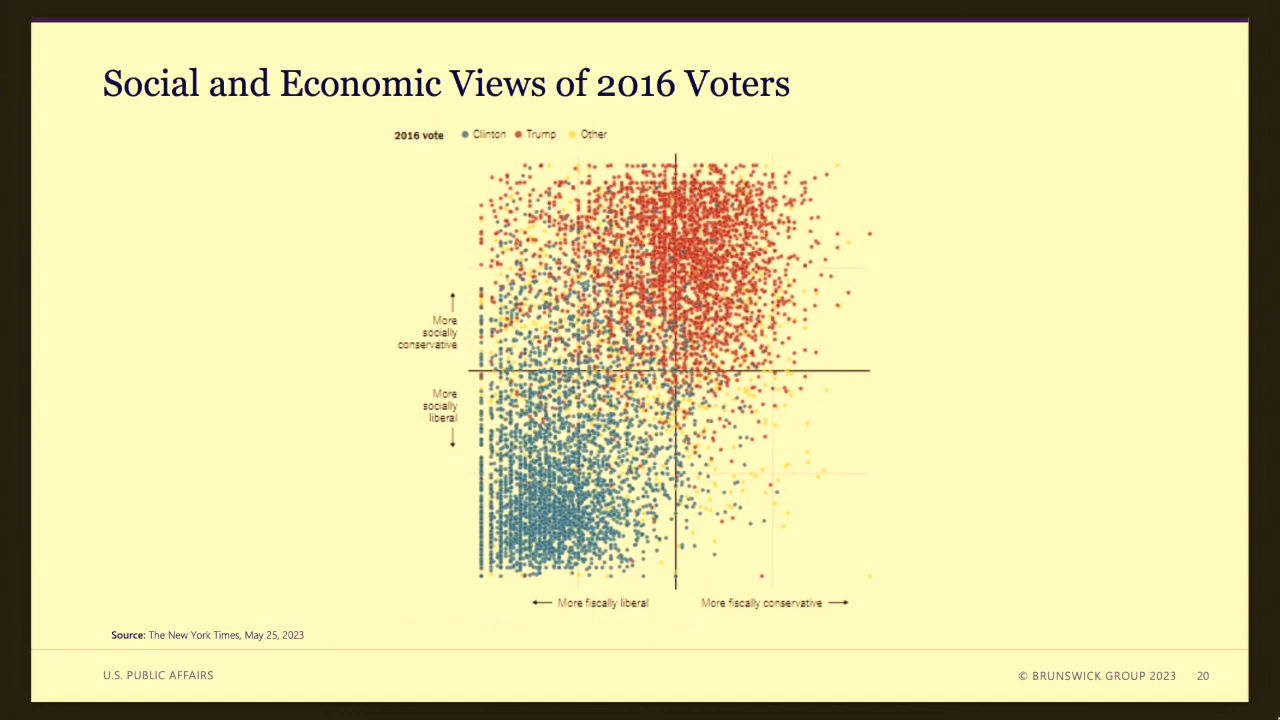 Social and Economic Views of 2016 Voters
2016 vote
Clinton
Trump
Other
More
socially
conservative
More
socially
liberal
More fiscally liberal
More fiscally conservative
Source: The New York Times, May 25, 2023
U.S. PUBLIC AFFAIRS
© BRUNSWICK GROUP 2023
20